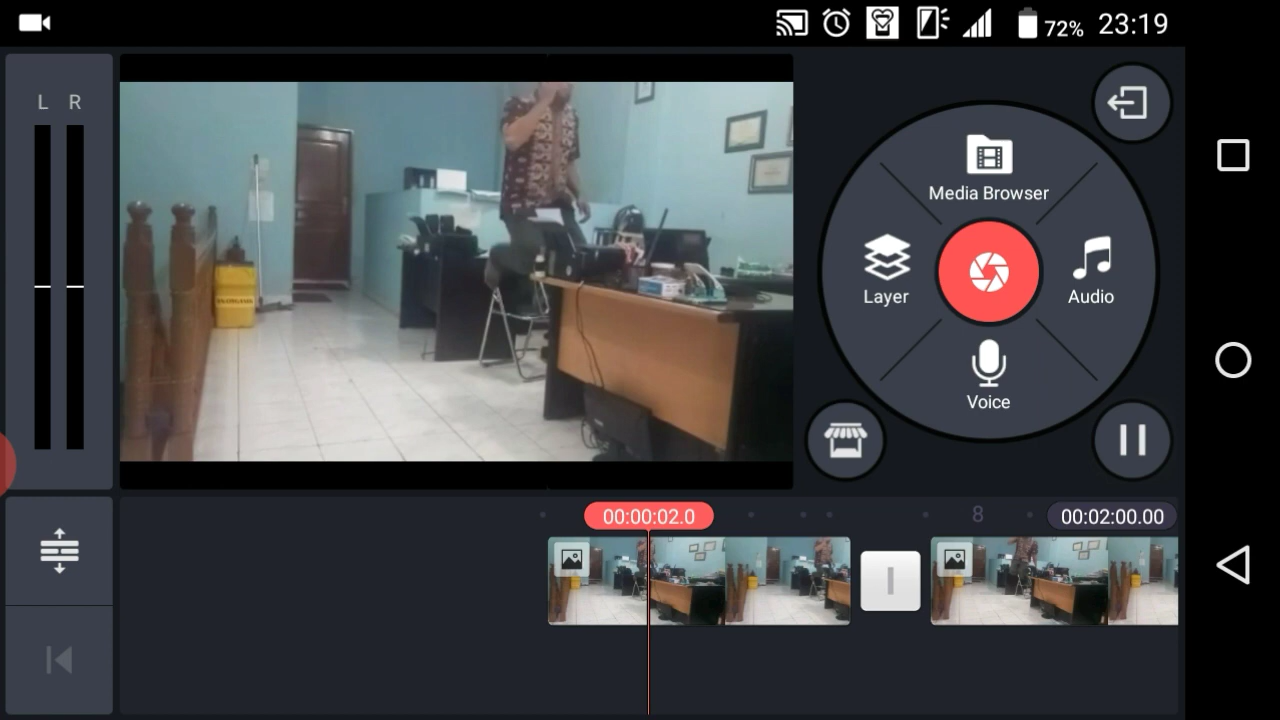 72% 23:19
L R
Media Browser
Layer
Audio
Voice
00:00:02.0
8
00:02:00.00